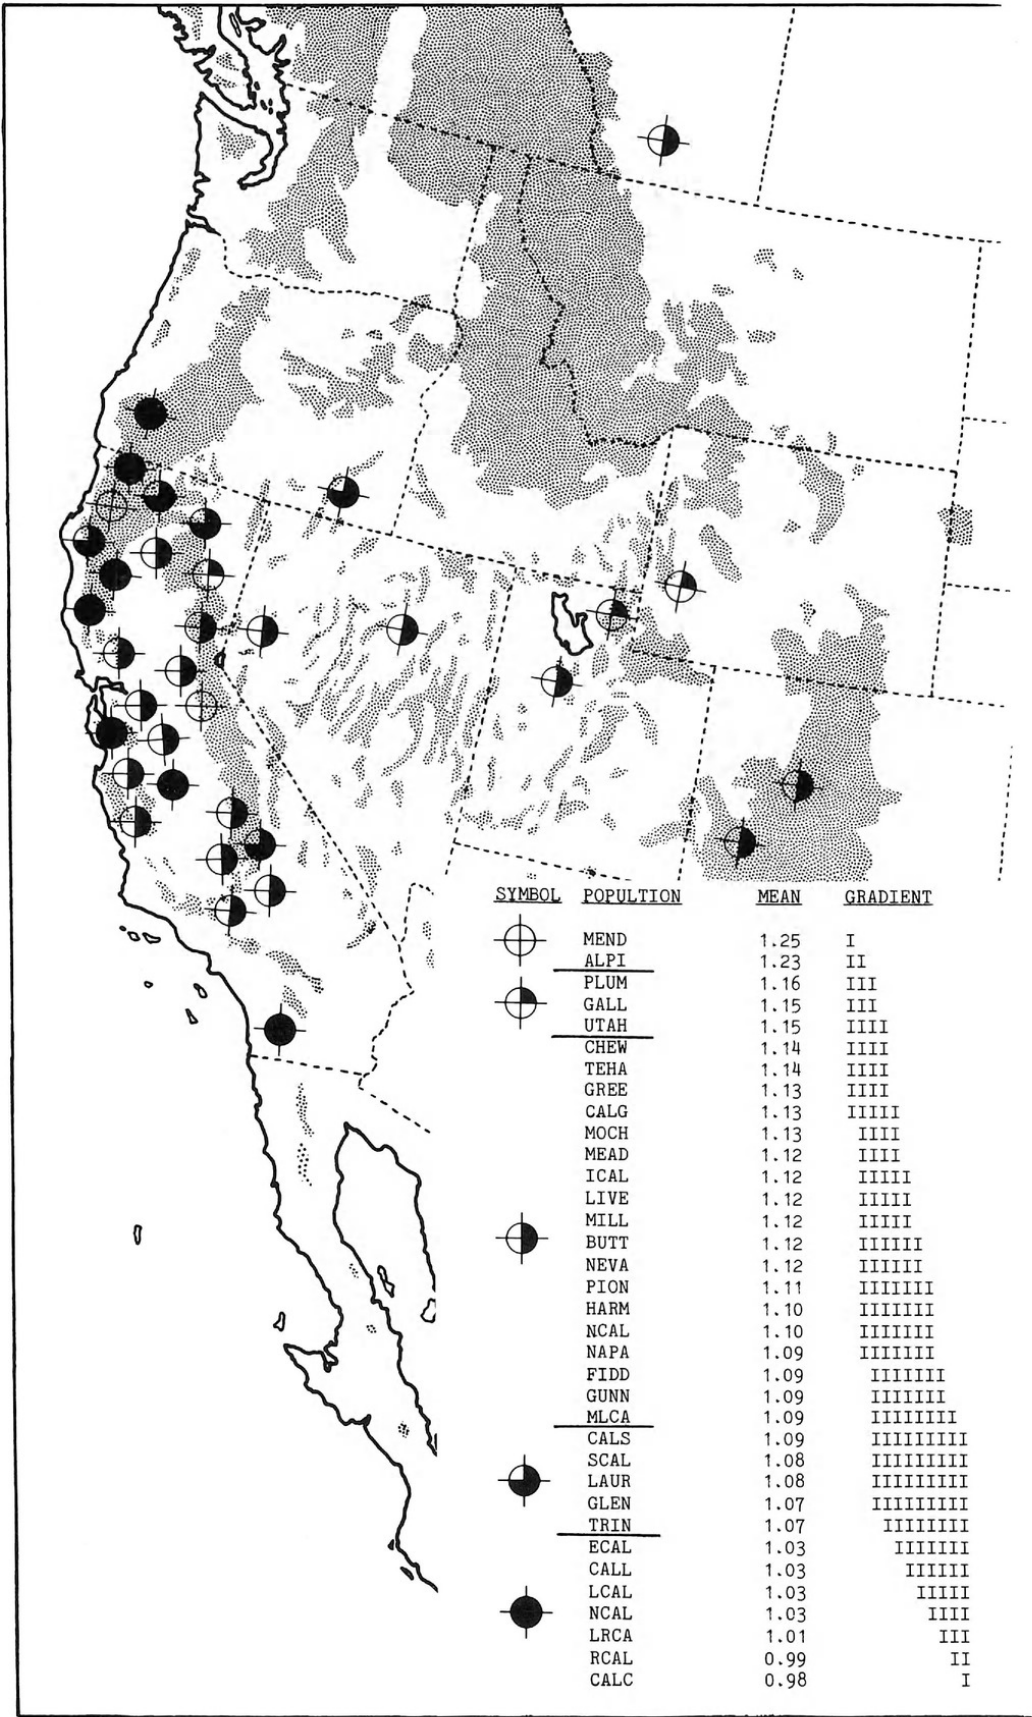 SYMBOL POPULTION MEAN GRADIENT
MEND 1.25 I
ALPI 1.23 II
PLUM 1.16 III
GALL 1.15 III
UTAH 1.15 IIII
CHEW 1.14 IIII
TEHA 1.14 IIII
GREE 1.13 IIII
CALG 1.13 IIIII
MOCH 1.13 IIII
MEAD 1.12 IIII
ICAL 1.12 IIIII
LIVE 1.12 IIIII
MILL 1.12 IIIII
BUTT 1.12 IIIIII
NEVA 1.12 IIIIII
PION 1.11 IIIIIII
HARM 1.10 IIIIIII
NCAL 1.10 IIIIIII
NAPA 1.09 IIIIIII
FIDD 1.09 IIIIIII
GUNN 1.09 IIIIIII
MLCA 1.09 IIIIIIII
CALS 1.09 IIIIIIIII
SCAL 1.08 IIIIIIIII
LAUR 1.08 IIIIIIIII
GLEN 1.07 IIIIIIIII
TRIN 1.07 IIIIIIII
ECAL 1.03 IIIIIII
CALL 1.03 IIIIII
LCAL 1.03 IIIII
NCAL 1.03 IIII
LRCA 1.01 III
RCAL 0.99 II
CALC 0.98 I